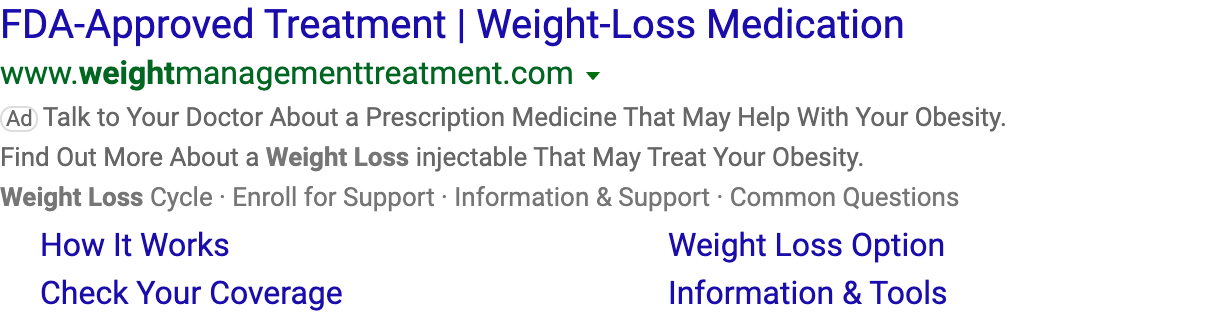 FDA-Approved Treatment | Weight-Loss Medication
www.weightmanagementtreatment.com
Ad Talk to Your Doctor About a Prescription Medicine That May Help With Your Obesity.
Find Out More About a Weight Loss injectable That May Treat Your Obesity.
Weight Loss Cycle · Enroll for Support · Information & Support · Common Questions
How It Works
Weight Loss Option
Check Your Coverage
Information & Tools